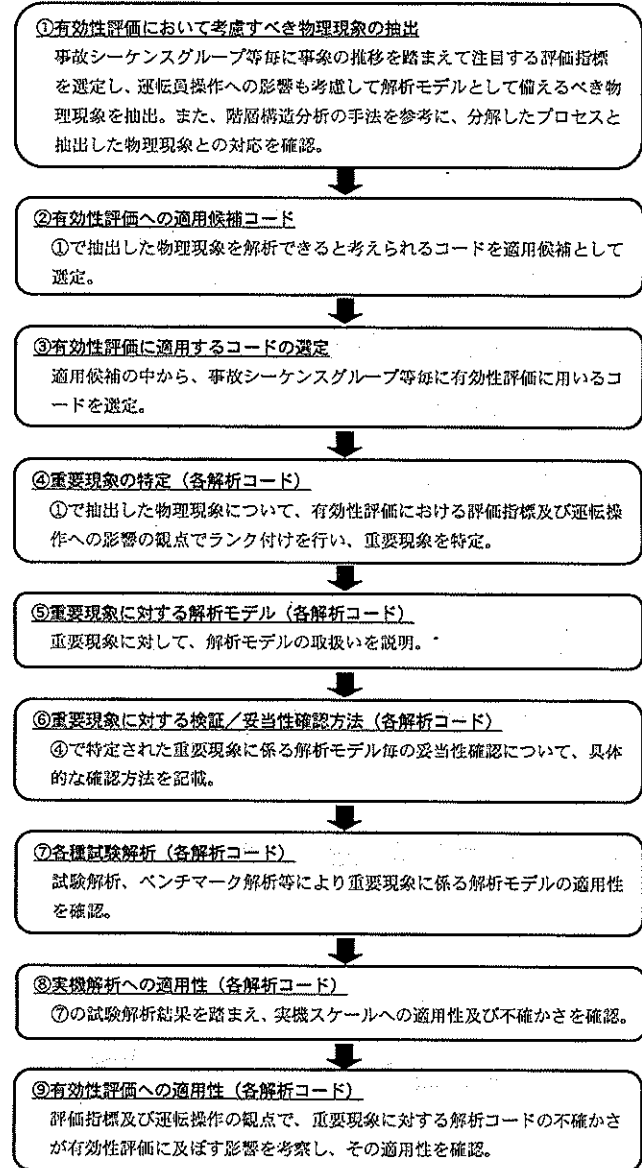 ①有効性評価において考慮すべき物理現象の抽出
事故シーケンスグループ等毎に事象の推移を踏まえて注目する評価指標
を選定し、運転員操作への影響も考慮して解析モデルとして備えるべき物
理現象を抽出。また、階層構造分析の手法を参考に、分解したプロセスと
抽出した物理現象との対応を確認。
②有効性評価への適用候補コード
①で抽出した物理現象を解析できると考えられるコードを適用候補として
選定。
③有効性評価に適用するコードの選定
適用候補の中から、事故シーケンスグループ等毎に有効性評価に用いるコ
ードを選定。
④重要現象の特定（各解析コード）
①で抽出した物理現象について、有効性評価における評価指標及び運転操
作への影響の観点でランク付けを行い、重要現象を特定。
⑤重要現象に対する解析モデル（各解析コード）
重要現象に対して、解析モデルの取扱いを説明。
⑥重要現象に対する検証／妥当性確認方法（各解析コード）
④で特定された重要現象に係る解析モデル毎の妥当性確認について、具体
的な確認方法を記載。
⑦各種試験解析（各解析コード）
試験解析、ベンチマーク解析等により重要現象に係る解析モデルの適用性
を確認。
⑧実機解析への適用性（各解析コード）
⑦の試験解析結果を踏まえ、実機スケールへの適用性及び不確かさを確認。
⑨有効性評価への適用性（各解析コード）
評価指標及び運転操作の観点で、重要現象に対する解析コードの不確かさ
が有効性評価に及ぼす影響を考察し、その適用性を確認。